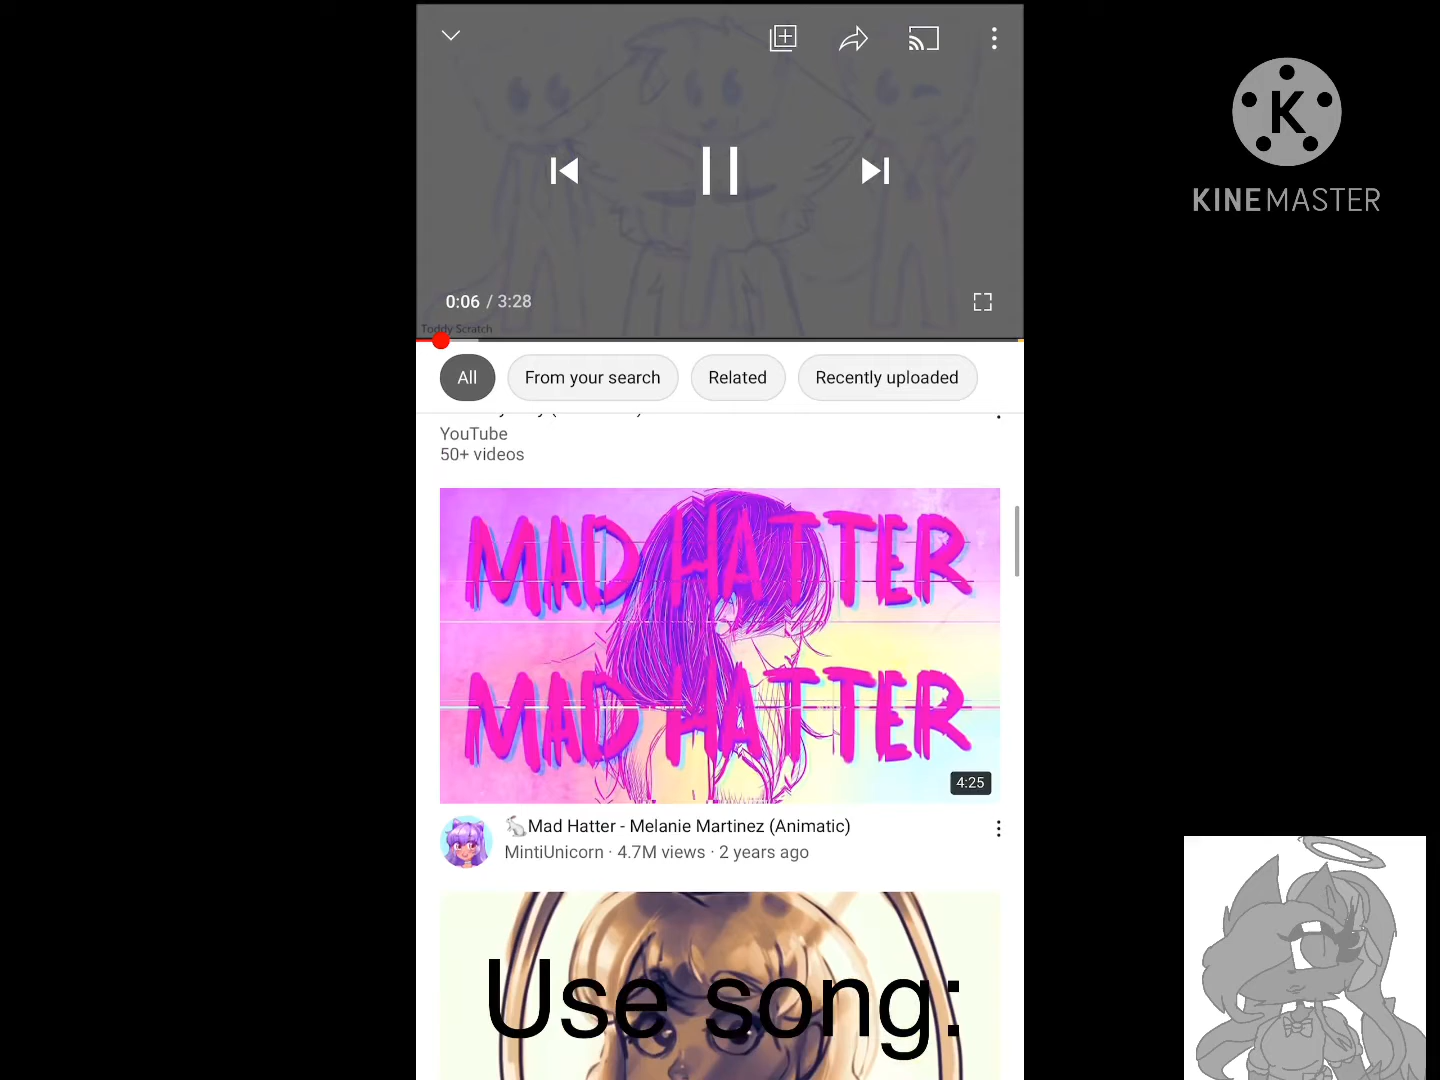 K
KINEMASTER
0:06 / 3:28
Toddy Scratch
All
From your search
Related
Recently uploaded
YouTube
50+ videos
MAD HATTER
MAD HATTER
4:25
🐇Mad Hatter - Melanie Martinez (Animatic)
MintiUnicorn · 4.7M views · 2 years ago
Use song: